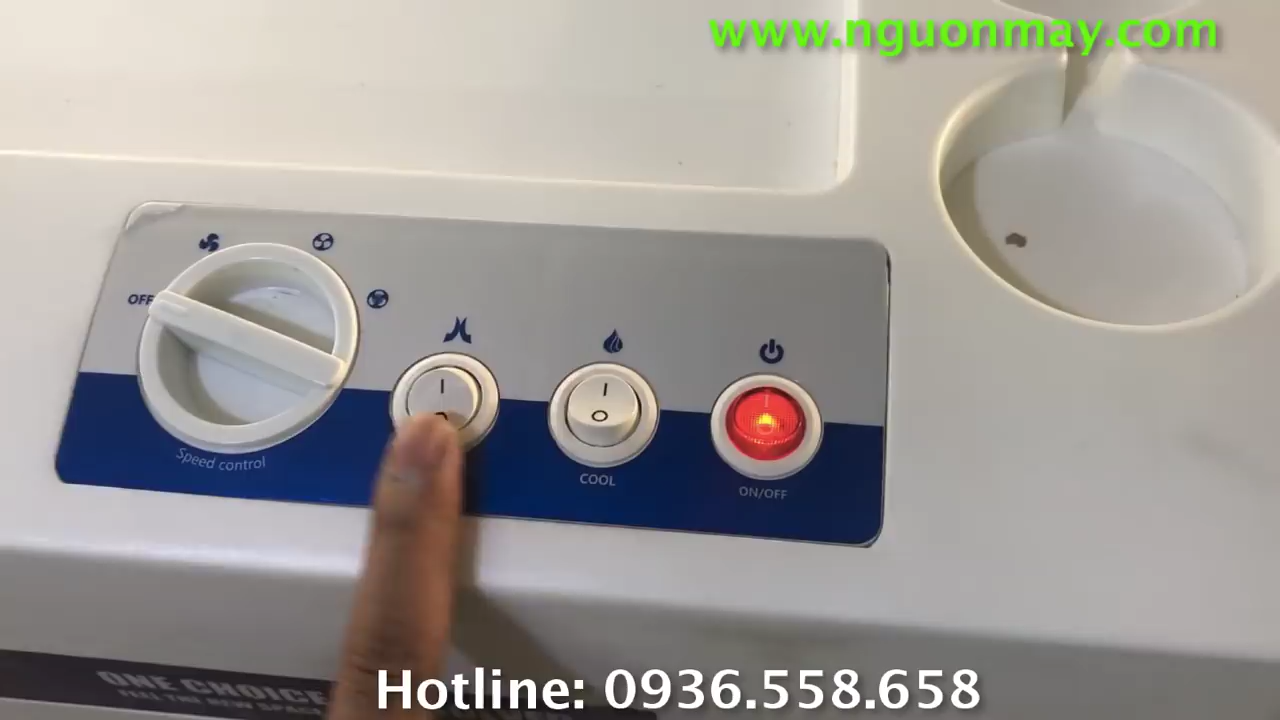 www.nguonmay.com
OFF
Speed control
COOL
ON/OFF
ONE CHOICE
Hotline: 0936.558.658